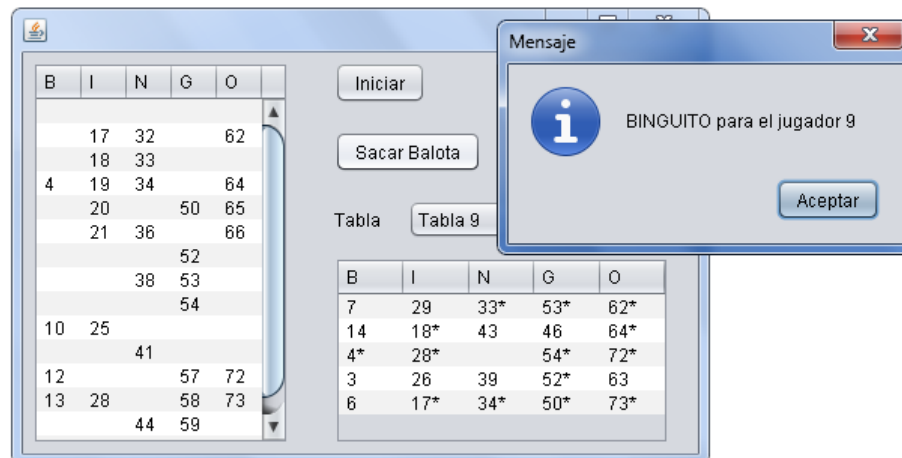 Mensaje
BINGUITO para el jugador 9
Aceptar
B I N G O
17 32 62
18 33
4 19 34 64
20 50 65
21 36 66
52
38 53
54
10 25
41
12 57 72
13 28 58 73
44 59
Iniciar
Sacar Balota
Tabla Tabla 9
B I N G O
7 29 33* 53* 62*
14 18* 43 46 64*
4* 28* 54* 72*
3 26 39 52* 63
6 17* 34* 50* 73*